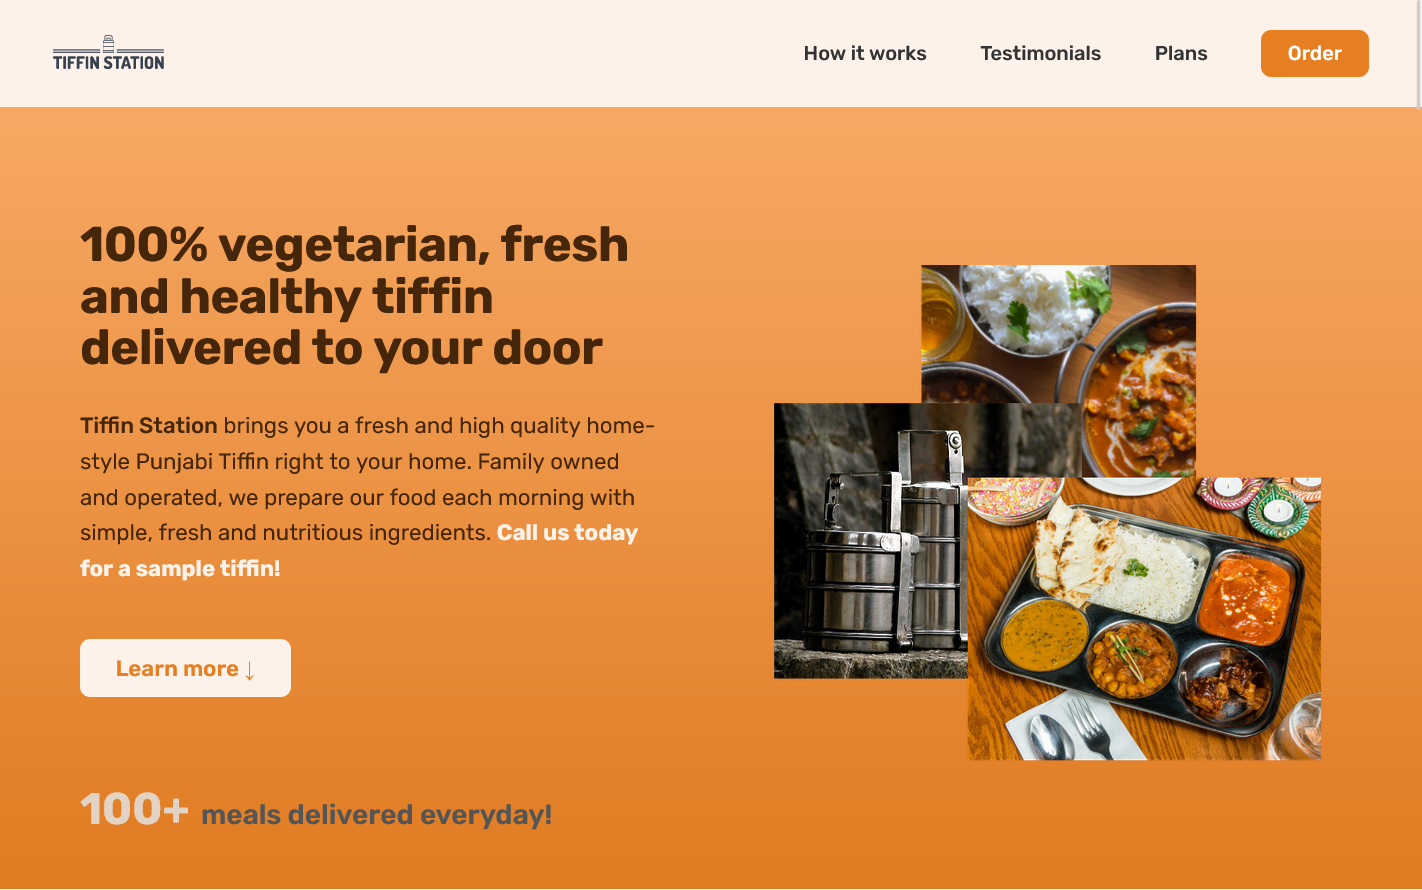 TIFFIN STATION
How it works
Testimonials
Plans
Order
100% vegetarian, fresh
and healthy tiffin
delivered to your door
Tiffin Station brings you a fresh and high quality home-
style Punjabi Tiffin right to your home. Family owned
and operated, we prepare our food each morning with
simple, fresh and nutritious ingredients. Call us today
for a sample tiffin!
Learn more ↓
100+ meals delivered everyday!